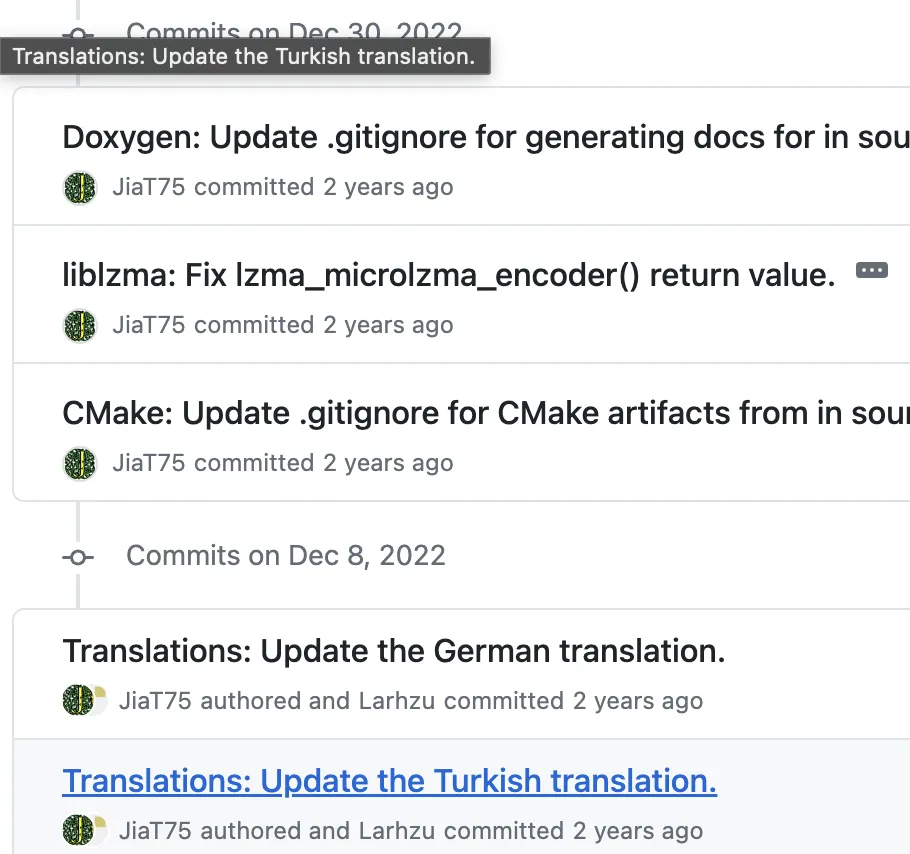 Commits on Dec 30, 2022
Translations: Update the Turkish translation.
Doxygen: Update .gitignore for generating docs for in sou
JiaT75 committed 2 years ago
liblzma: Fix lzma_microlzma_encoder() return value.
JiaT75 committed 2 years ago
CMake: Update .gitignore for CMake artifacts from in sour
JiaT75 committed 2 years ago
Commits on Dec 8, 2022
Translations: Update the German translation.
JiaT75 authored and Larhzu committed 2 years ago
Translations: Update the Turkish translation.
JiaT75 authored and Larhzu committed 2 years ago